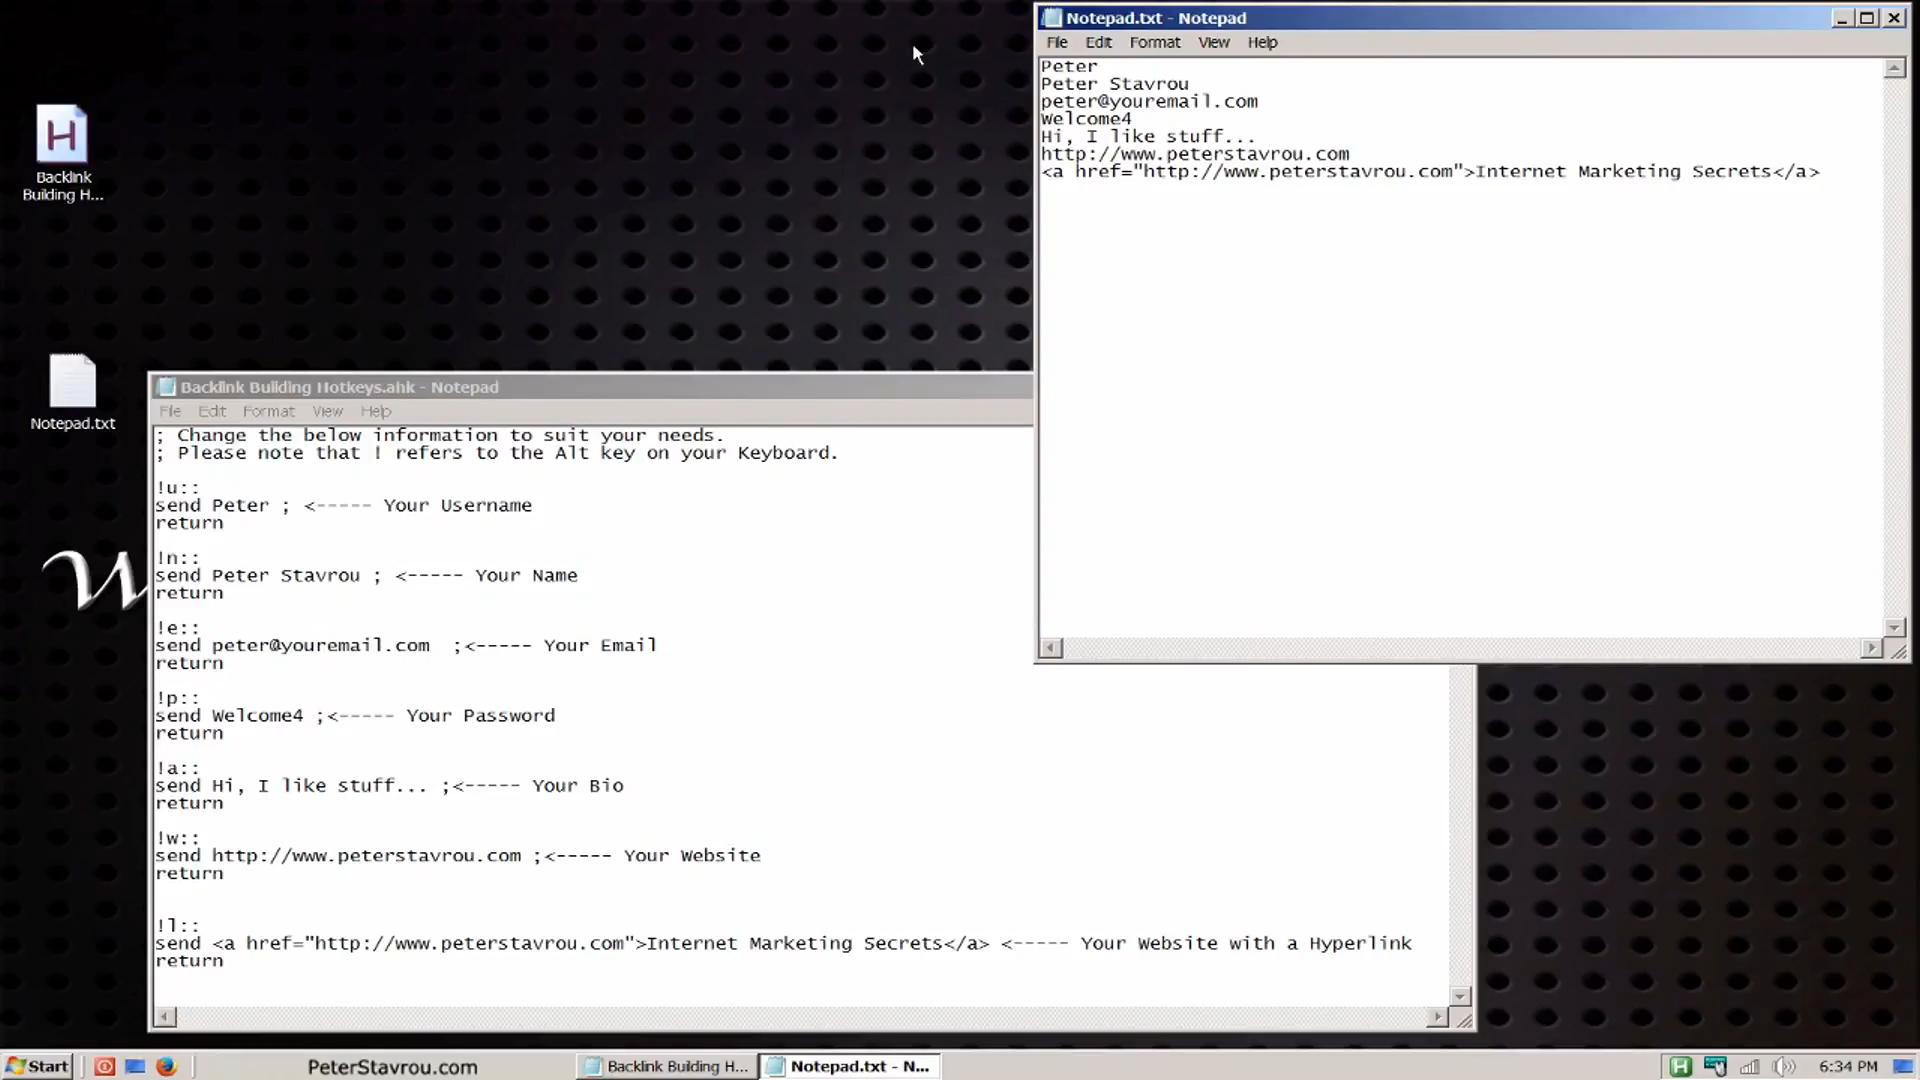 Notepad.txt - Notepad
File Edit Format View Help
Peter
Peter Stavrou
peter@youremail.com
Welcome4
Hi, I like stuff...
http://www.peterstavrou.com
<a href="http://www.peterstavrou.com">Internet Marketing Secrets</a>
H
Backlink
Building H...
Notepad.txt
W
Backlink Building Hotkeys.ahk - Notepad
File Edit Format View Help
; Change the below information to suit your needs.
; Please note that ! refers to the Alt key on your Keyboard.
!u::
send Peter ; <----- Your Username
return
!n::
send Peter Stavrou ; <----- Your Name
return
!e::
send peter@youremail.com  ;<----- Your Email
return
!p::
send Welcome4 ;<----- Your Password
return
!a::
send Hi, I like stuff... ;<----- Your Bio
return
!w::
send http://www.peterstavrou.com ;<----- Your Website
return
!l::
send <a href="http://www.peterstavrou.com">Internet Marketing Secrets</a> <----- Your Website with a Hyperlink
return
Start PeterStavrou.com Backlink Building H... Notepad.txt - N... H 6:34 PM